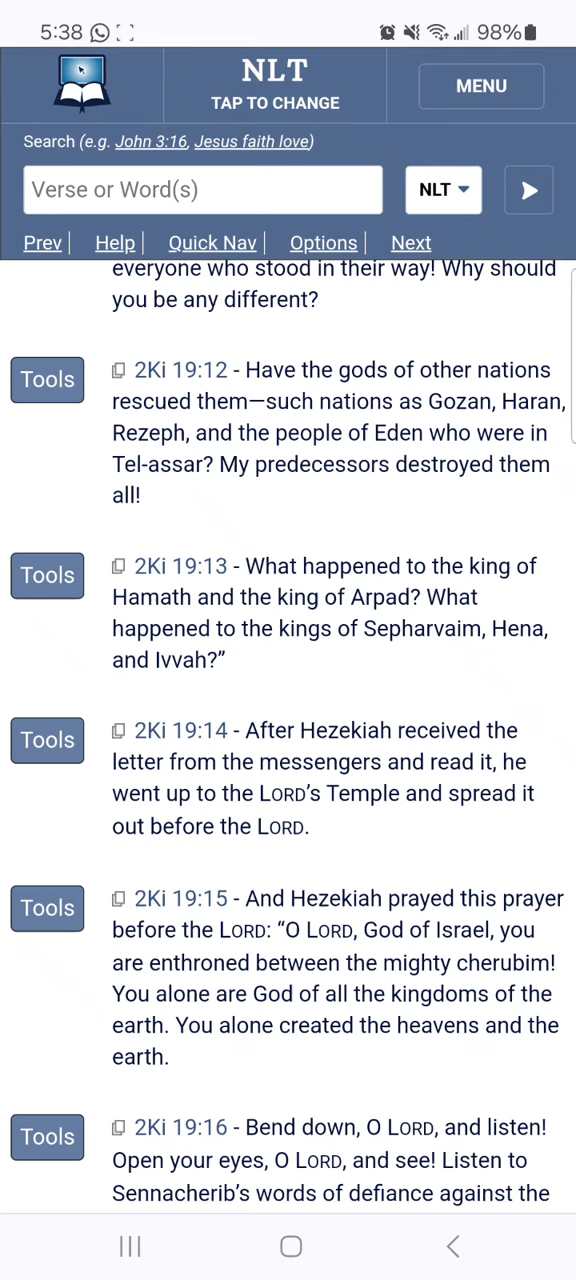 5:38 98%
NLT
TAP TO CHANGE
MENU
Search (e.g. John 3:16, Jesus faith love)
Verse or Word(s)
NLT
Prev Help Quick Nav Options Next
everyone who stood in their way! Why should
you be any different?
Tools
2Ki 19:12 - Have the gods of other nations
rescued them—such nations as Gozan, Haran,
Rezeph, and the people of Eden who were in
Tel-assar? My predecessors destroyed them
all!
Tools
2Ki 19:13 - What happened to the king of
Hamath and the king of Arpad? What
happened to the kings of Sepharvaim, Hena,
and Ivvah?”
Tools
2Ki 19:14 - After Hezekiah received the
letter from the messengers and read it, he
went up to the LORD’s Temple and spread it
out before the LORD.
Tools
2Ki 19:15 - And Hezekiah prayed this prayer
before the LORD: “O LORD, God of Israel, you
are enthroned between the mighty cherubim!
You alone are God of all the kingdoms of the
earth. You alone created the heavens and the
earth.
Tools
2Ki 19:16 - Bend down, O LORD, and listen!
Open your eyes, O LORD, and see! Listen to
Sennacherib’s words of defiance against the